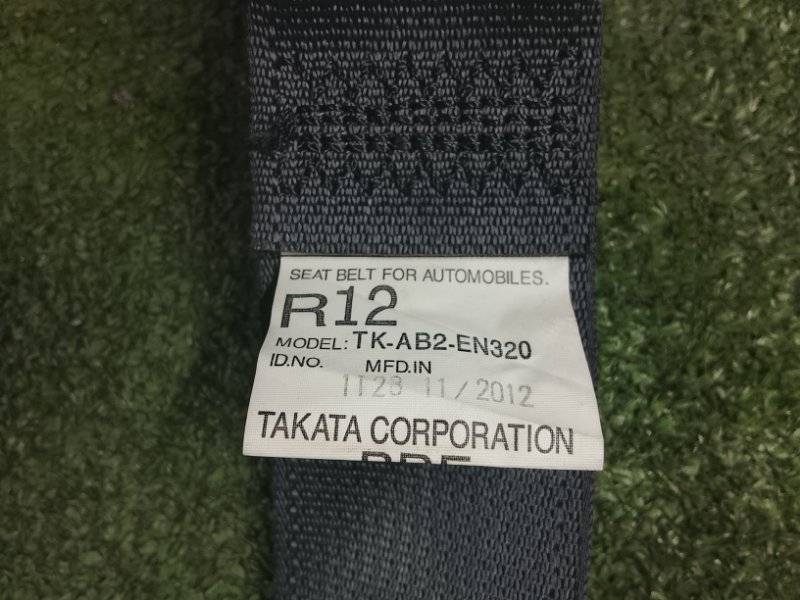 SEAT BELT FOR AUTOMOBILES.
R12
MODEL: TK-AB2-EN320
ID.NO. MFD.IN
1128 11/2012
TAKATA CORPORATION